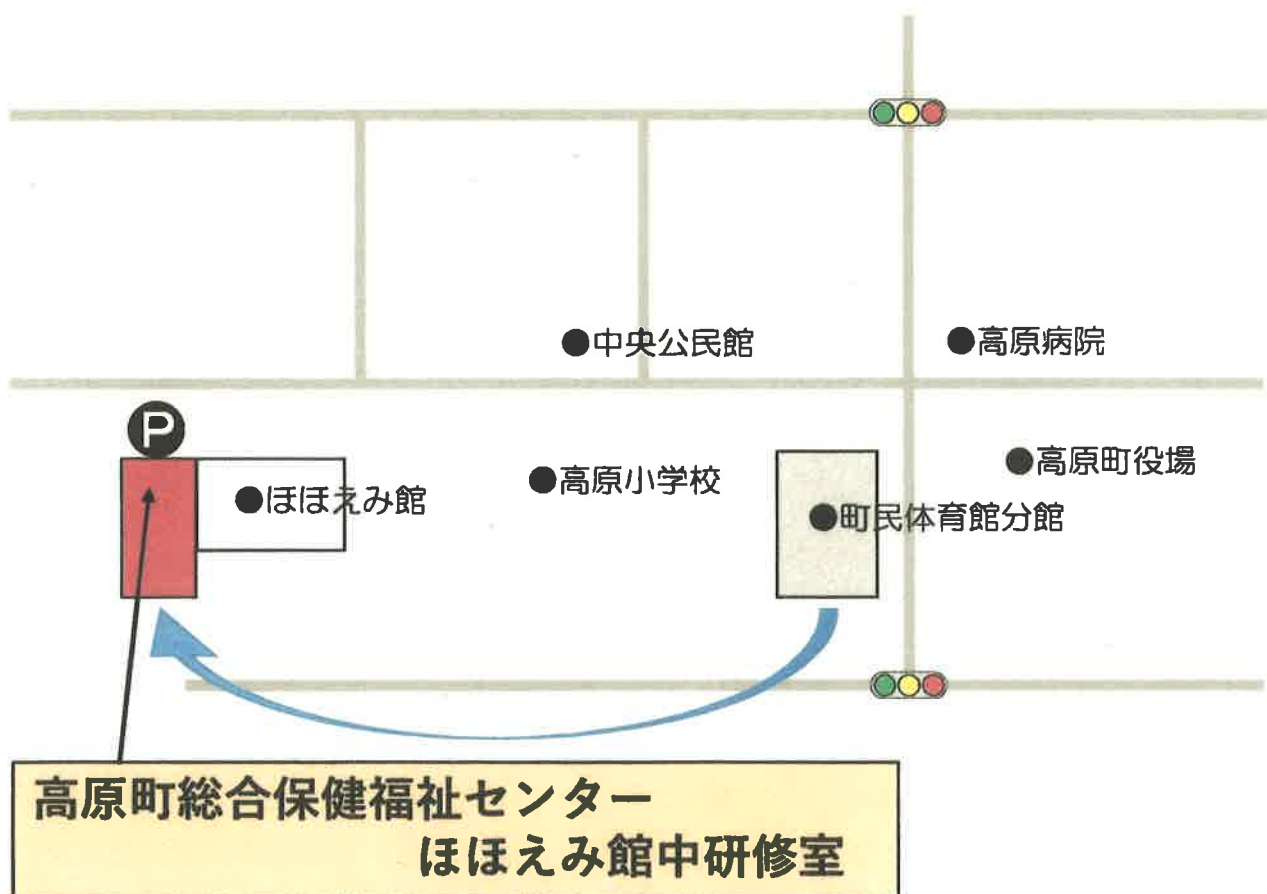 ●中央公民館
●高原病院
P
●ほほえみ館
●高原小学校
●高原町役場
●町民体育館分館
高原町総合保健福祉センター
ほほえみ館中研修室